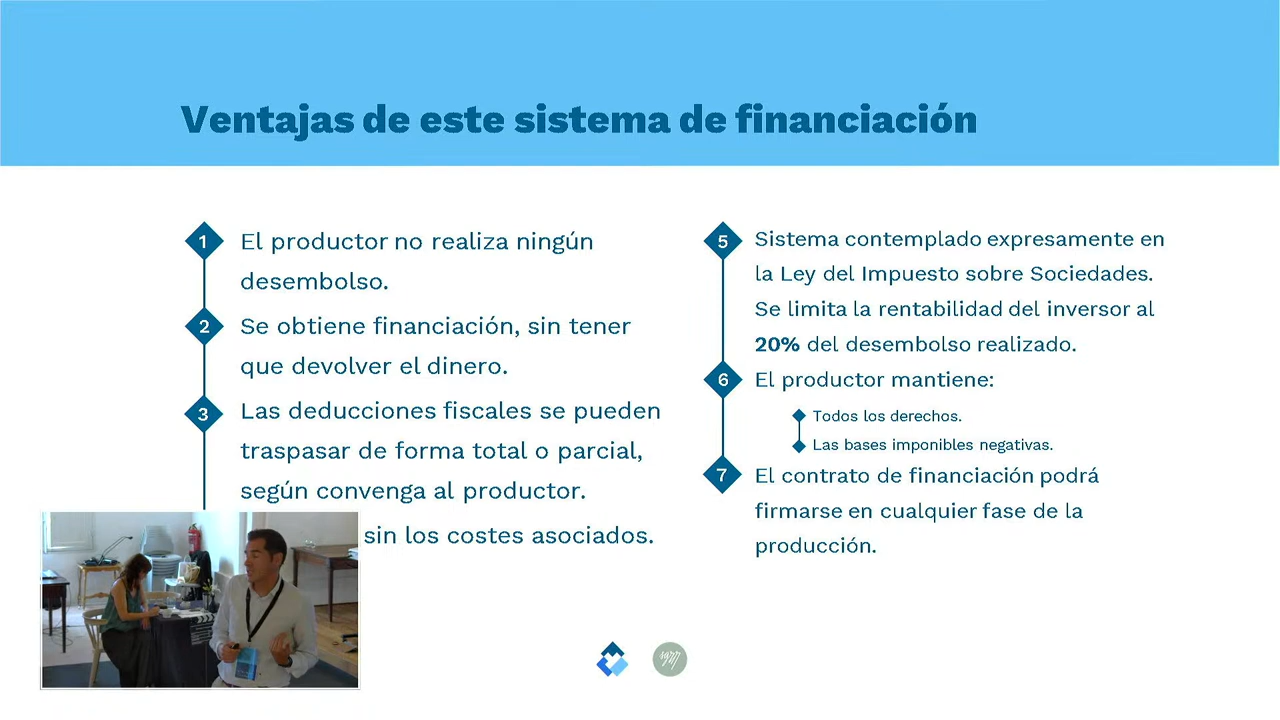 Ventajas de este sistema de financiación
1 El productor no realiza ningún
desembolso.
2 Se obtiene financiación, sin tener
que devolver el dinero.
3 Las deducciones fiscales se pueden
traspasar de forma total o parcial,
según convenga al productor.
sin los costes asociados.
5 Sistema contemplado expresamente en
la Ley del Impuesto sobre Sociedades.
Se limita la rentabilidad del inversor al
20% del desembolso realizado.
6 El productor mantiene:
Todos los derechos.
Las bases imponibles negativas.
7 El contrato de financiación podrá
firmarse en cualquier fase de la
producción.